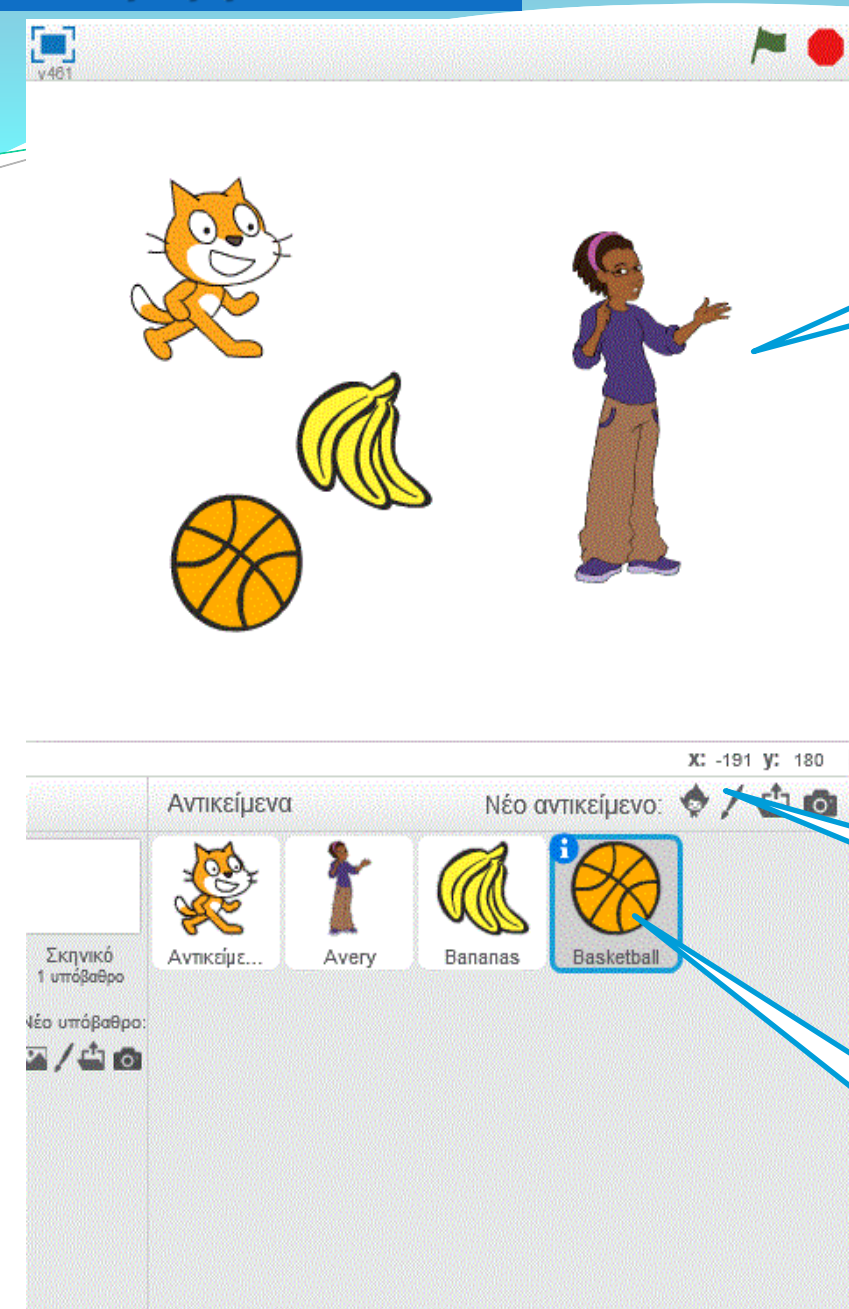 v461
x: -191 y: 180
Αντικείμενα
Νέο αντικείμενο:
Σκηνικό
1 υπόβαθρο
Νέο υπόβαθρο:
Αντικείμε...
Avery
Bananas
Basketball